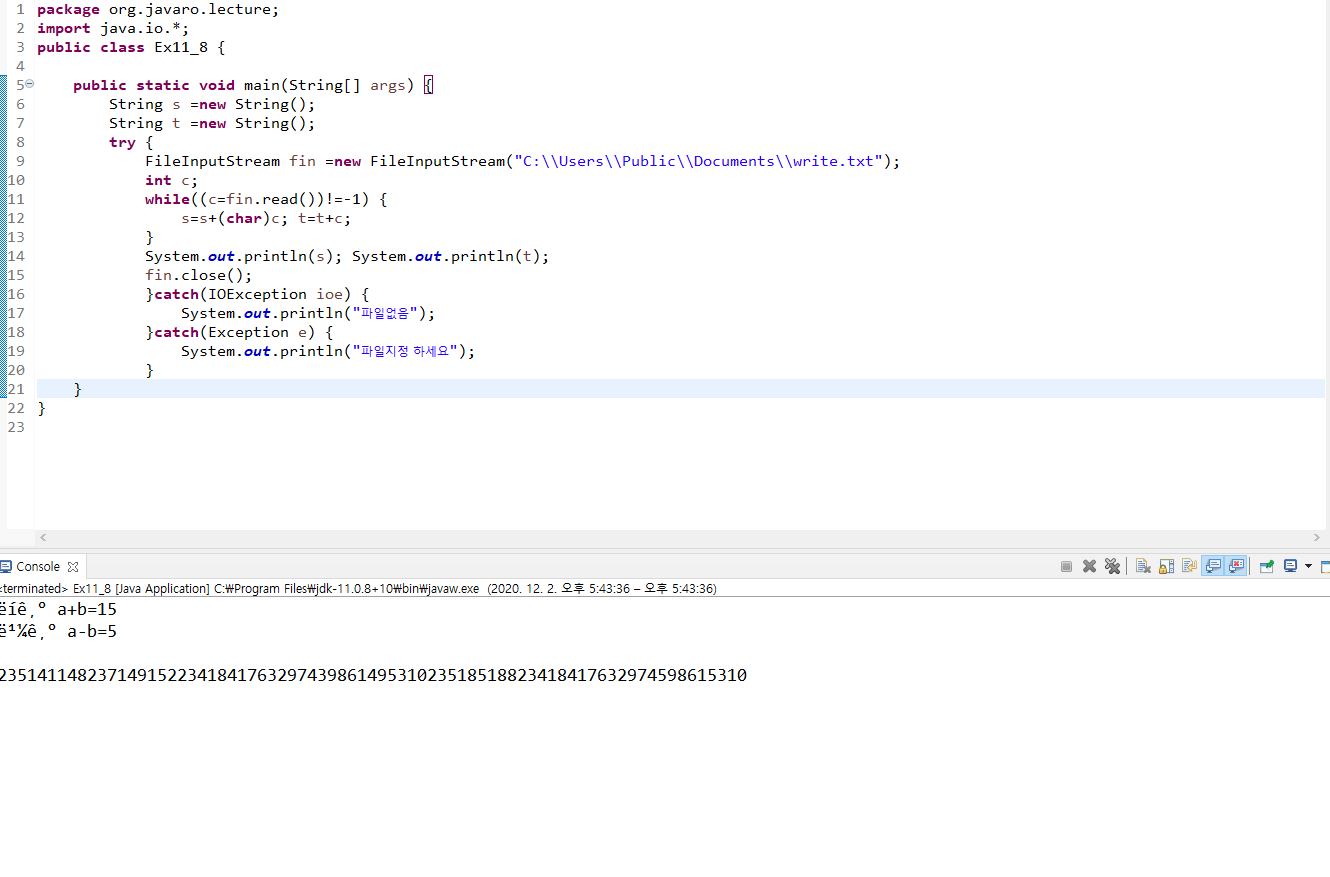 1 package org.javaro.lecture;
2 import java.io.*;
3 public class Ex11_8 {
4
5 public static void main(String[] args) {
6 String s =new String();
7 String t =new String();
8 try {
9 FileInputStream fin =new FileInputStream("C:\\Users\\Public\\Documents\\write.txt");
10 int c;
11 while((c=fin.read())!=-1) {
12 s=s+(char)c; t=t+c;
13 }
14 System.out.println(s); System.out.println(t);
15 fin.close();
16 }catch(IOException ioe) {
17 System.out.println("파일없음");
18 }catch(Exception e) {
19 System.out.println("파일지정 하세요");
20 }
21 }
22 }
23
Console
<terminated> Ex11_8 [Java Application] C:₩Program Files₩jdk-11.0.8+10₩bin₩javaw.exe (2020. 12. 2. 오후 5:43:36 – 오후 5:43:36)
ëíê¸º a+b=15
ë¹¼ê¸º a-b=5
235141148237149152234184176329743986149531023518518823418417632974598615310